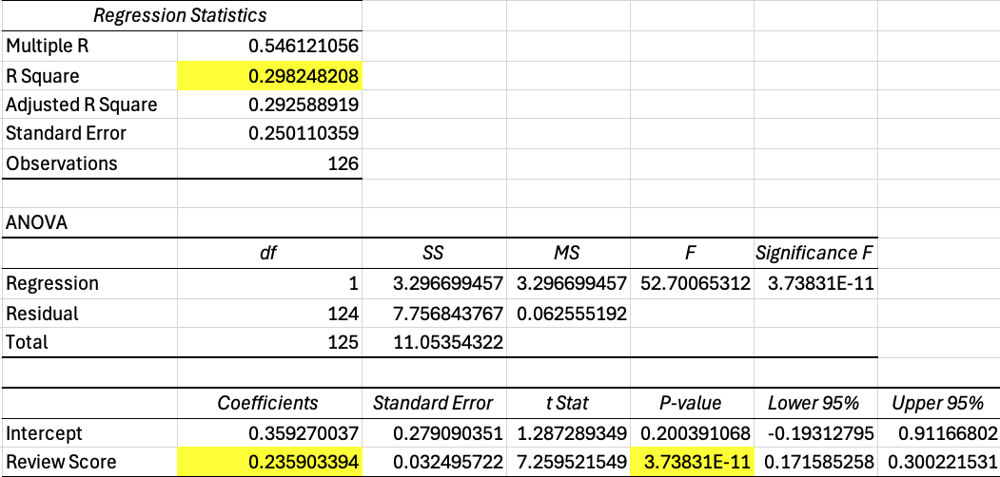 Regression Statistics
Multiple R 0.546121056
R Square 0.298248208
Adjusted R Square 0.292588919
Standard Error 0.250110359
Observations 126
ANOVA
df SS MS F Significance F
Regression 1 3.296699457 3.296699457 52.70065312 3.73831E-11
Residual 124 7.756843767 0.062555192
Total 125 11.05354322
Coefficients Standard Error t Stat P-value Lower 95% Upper 95%
Intercept 0.359270037 0.279090351 1.287289349 0.200391068 -0.19312795 0.91166802
Review Score 0.235903394 0.032495722 7.259521549 3.73831E-11 0.171585258 0.300221531